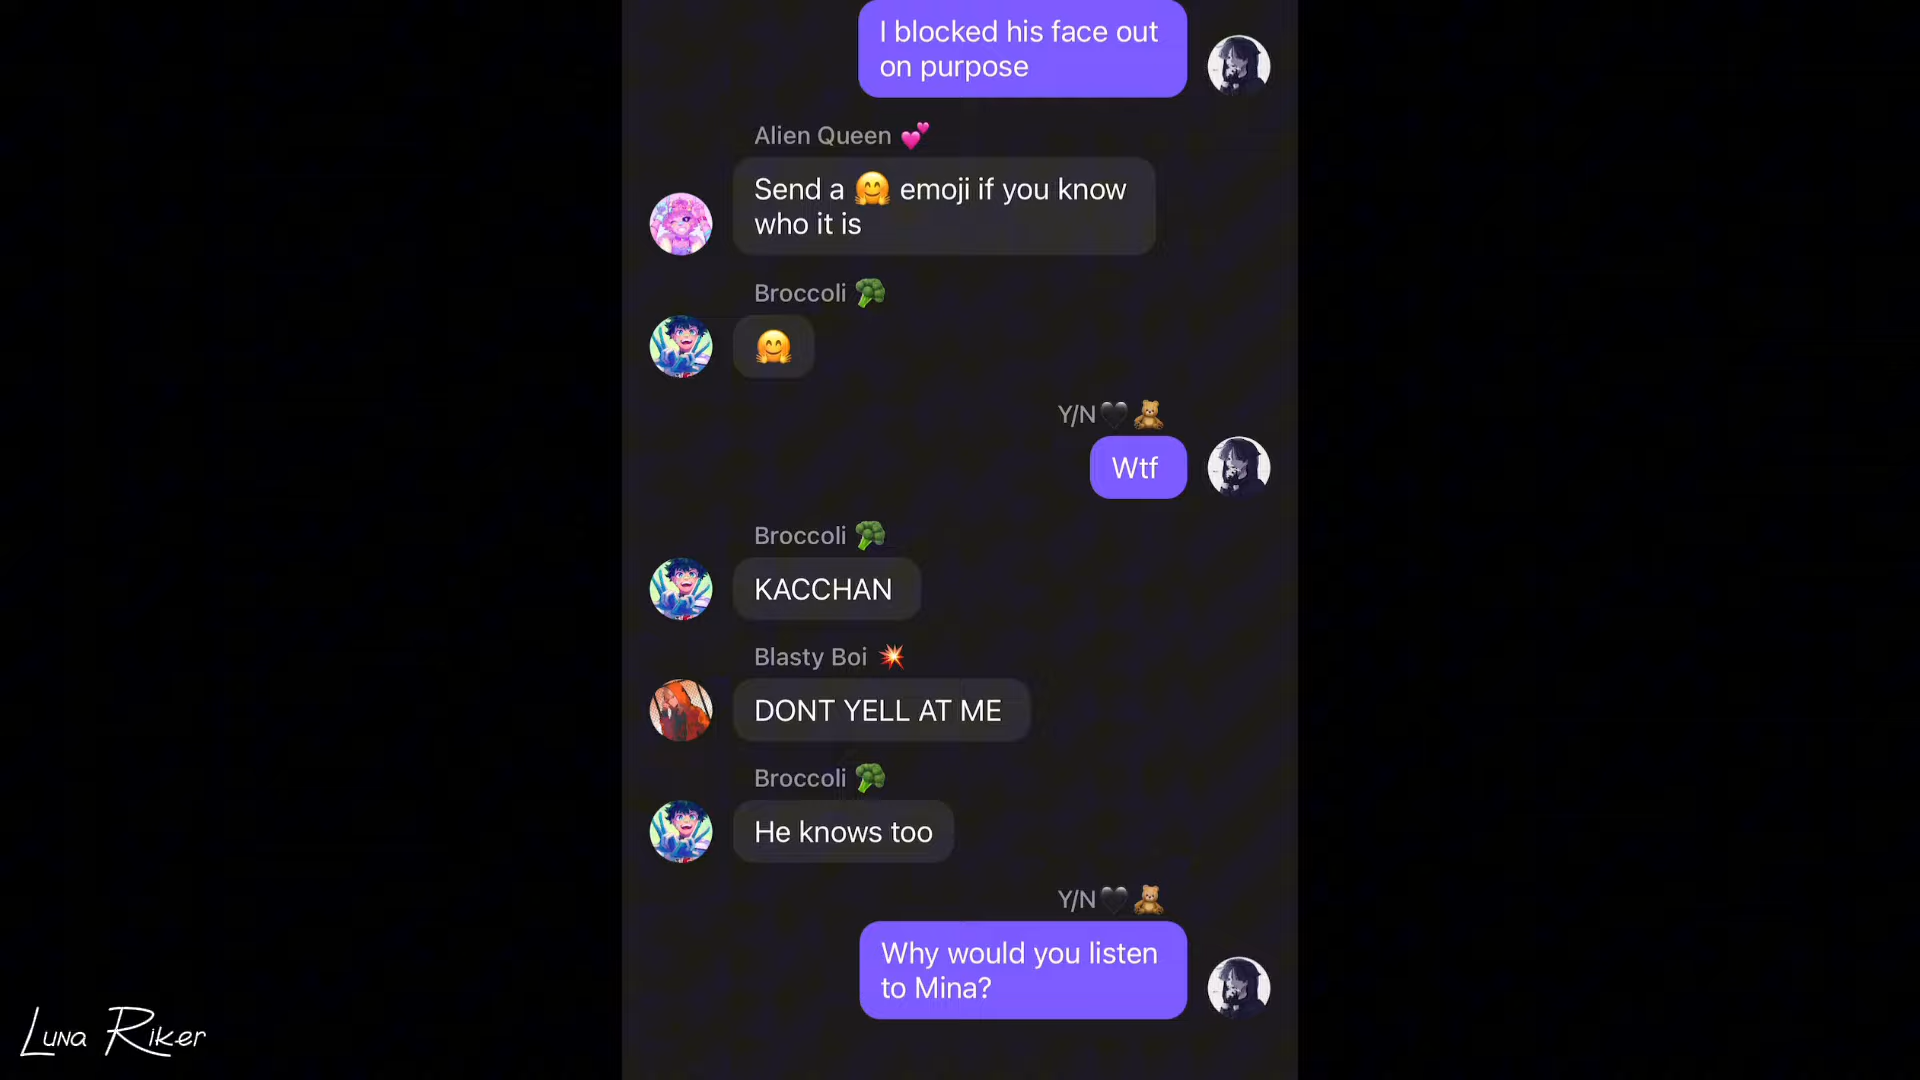 I blocked his face out
on purpose
Alien Queen 💕
Send a 🤗 emoji if you know
who it is
Broccoli 🥦
🤗
Y/N🖤🧸
Wtf
Broccoli 🥦
KACCHAN
Blasty Boi 💥
DONT YELL AT ME
Broccoli 🥦
He knows too
Y/N🖤🧸
Why would you listen
to Mina?
Luna Riker